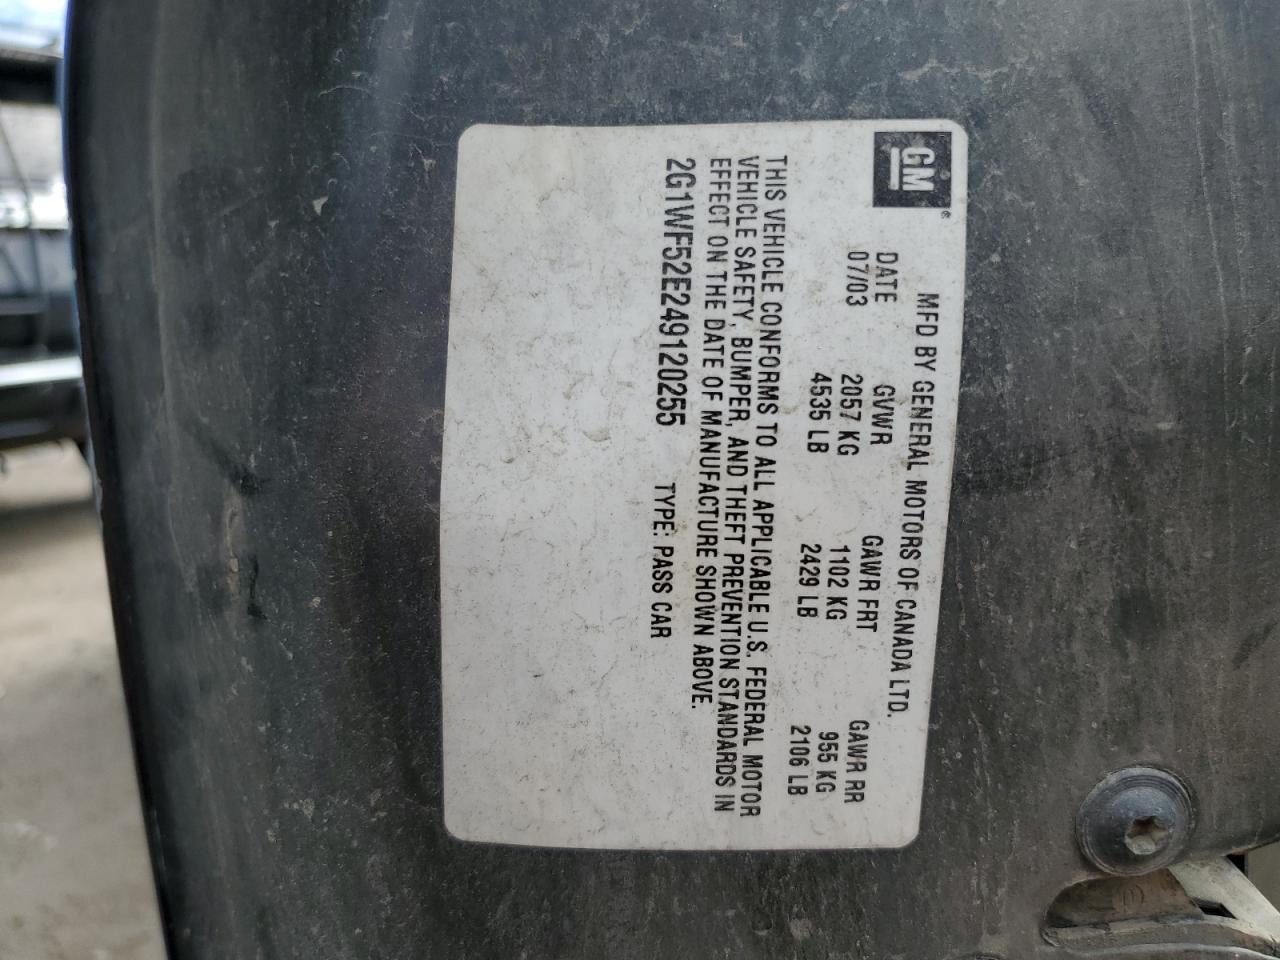 GM®
MFD BY GENERAL MOTORS OF CANADA LTD.
DATE GVWR GAWR FRT GAWR RR
07/03 2057 KG 1102 KG 955 KG
4535 LB 2429 LB 2106 LB
THIS VEHICLE CONFORMS TO ALL APPLICABLE U.S. FEDERAL MOTOR
VEHICLE SAFETY, BUMPER, AND THEFT PREVENTION STANDARDS IN
EFFECT ON THE DATE OF MANUFACTURE SHOWN ABOVE.
2G1WF52E249120255 TYPE: PASS CAR